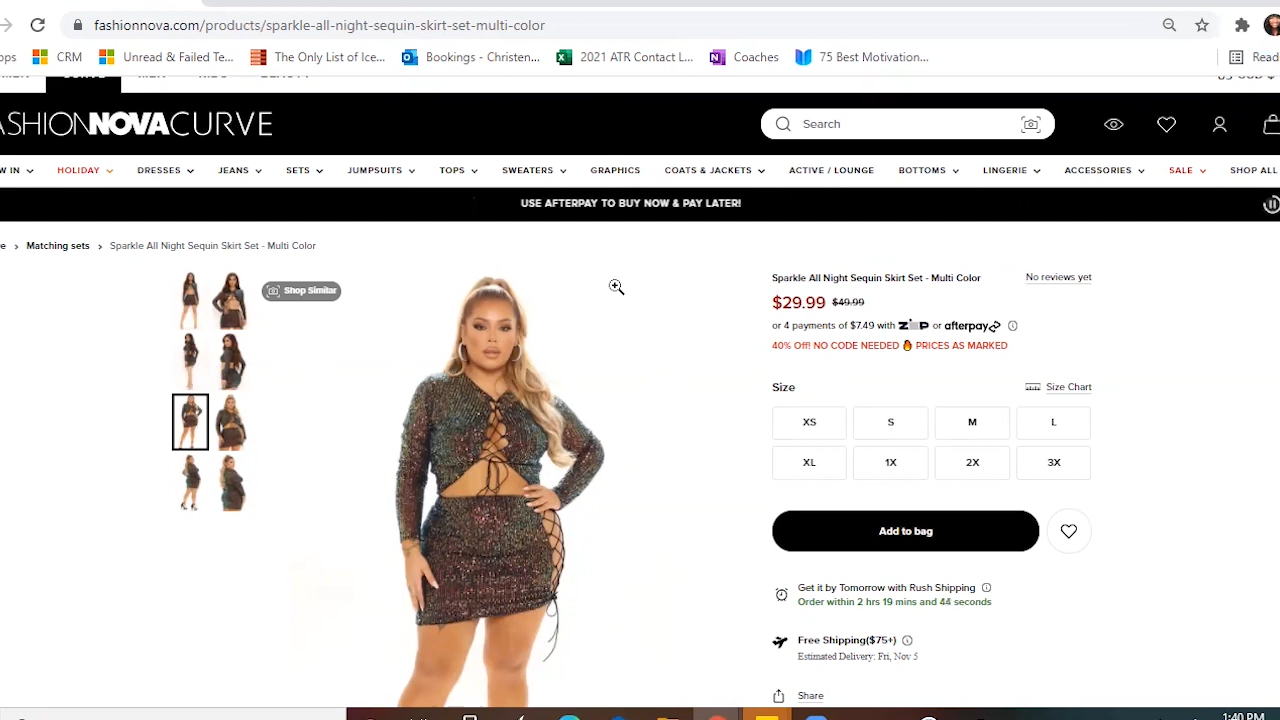 fashionnova.com/products/sparkle-all-night-sequin-skirt-set-multi-color
CRM
Unread & Failed Te...
The Only List of Ice...
Bookings - Christen...
2021 ATR Contact L...
Coaches
75 Best Motivation...
Read
ASHIONNOVACURVE
Search
W IN
HOLIDAY
DRESSES
JEANS
SETS
JUMPSUITS
TOPS
SWEATERS
GRAPHICS
COATS & JACKETS
ACTIVE / LOUNGE
BOTTOMS
LINGERIE
ACCESSORIES
SALE
SHOP ALL
USE AFTERPAY TO BUY NOW & PAY LATER!
e > Matching sets > Sparkle All Night Sequin Skirt Set - Multi Color
Shop Similar
Sparkle All Night Sequin Skirt Set - Multi Color
No reviews yet
$29.99 $49.99
or 4 payments of $7.49 with ZIP or afterpay
40% Off! NO CODE NEEDED 🔥 PRICES AS MARKED
Size
Size Chart
XS
S
M
L
XL
1X
2X
3X
Add to bag
Get it by Tomorrow with Rush Shipping
Order within 2 hrs 19 mins and 44 seconds
Free Shipping($75+)
Estimated Delivery: Fri, Nov 5
Share
1:40 PM